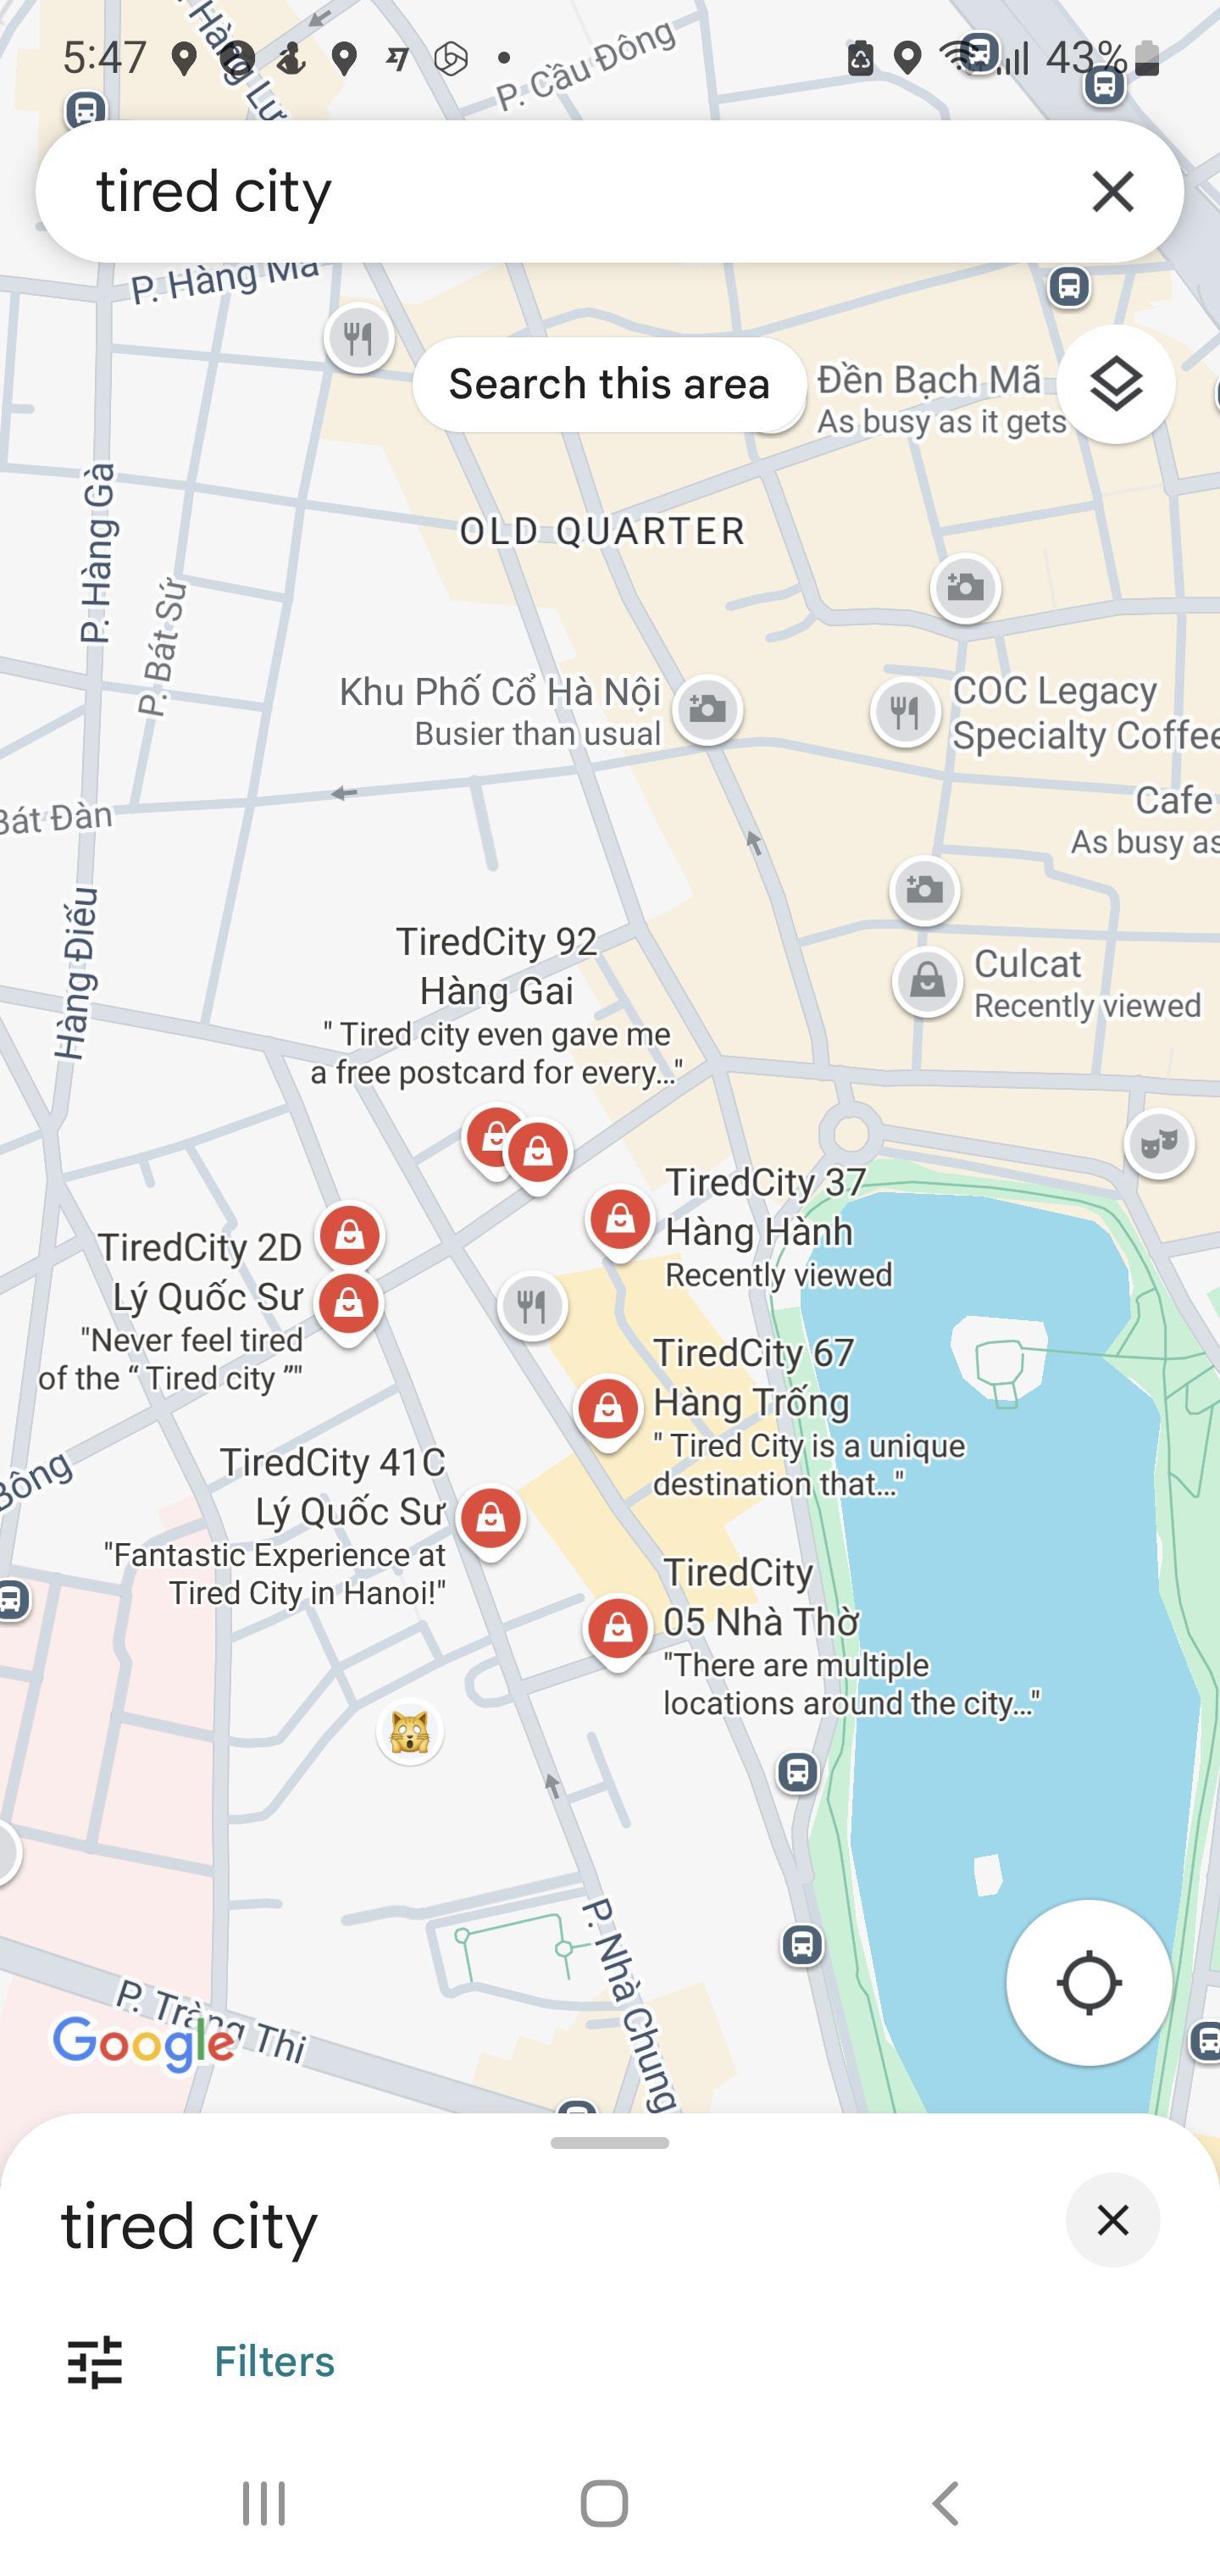 5:47
43%
P. Cầu Đông
tired city
P. Hàng Mã
Search this area
Đền Bạch Mã
As busy as it gets
P. Hàng Gà
OLD QUARTER
P. Bát Sứ
Khu Phố Cổ Hà Nội
Busier than usual
COC Legacy
Specialty Coffee
Cafe
As busy as
Bát Đàn
Hàng Điếu
TiredCity 92
Hàng Gai
" Tired city even gave me
a free postcard for every..."
Culcat
Recently viewed
TiredCity 37
Hàng Hành
Recently viewed
TiredCity 2D
Lý Quốc Sư
"Never feel tired
of the “ Tired city ”"
TiredCity 67
Hàng Trống
" Tired City is a unique
destination that..."
Bông
TiredCity 41C
Lý Quốc Sư
"Fantastic Experience at
Tired City in Hanoi!"
TiredCity
05 Nhà Thờ
"There are multiple
locations around the city..."
P. Nhà Chung
P. Tràng Thi
Google
tired city
Filters